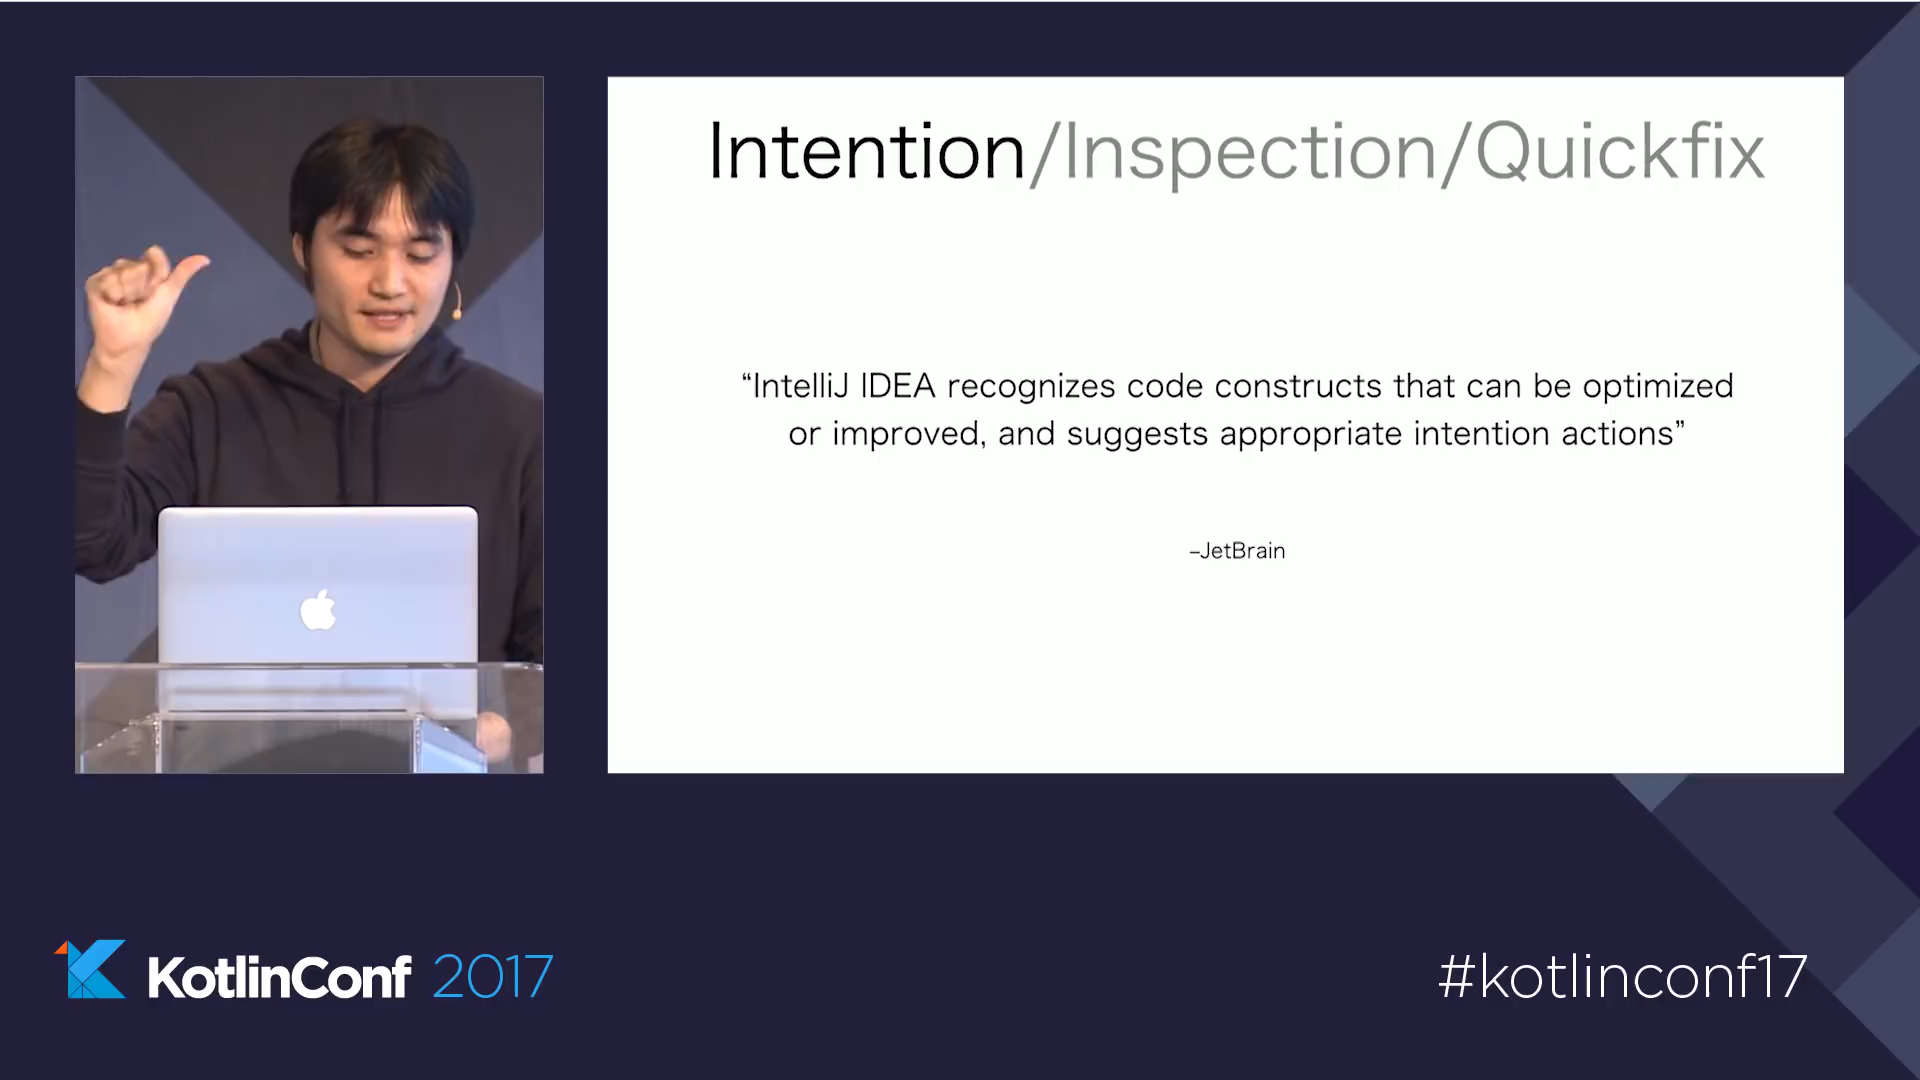 Intention/Inspection/Quickfix
“IntelliJ IDEA recognizes code constructs that can be optimized
or improved, and suggests appropriate intention actions”
–JetBrain
KotlinConf 2017
#kotlinconf17